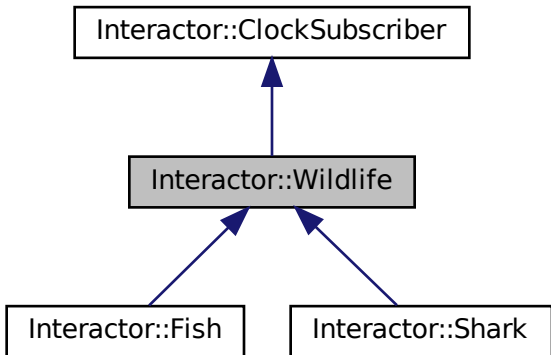 Interactor::ClockSubscriber
Interactor::Wildlife
Interactor::Fish
Interactor::Shark